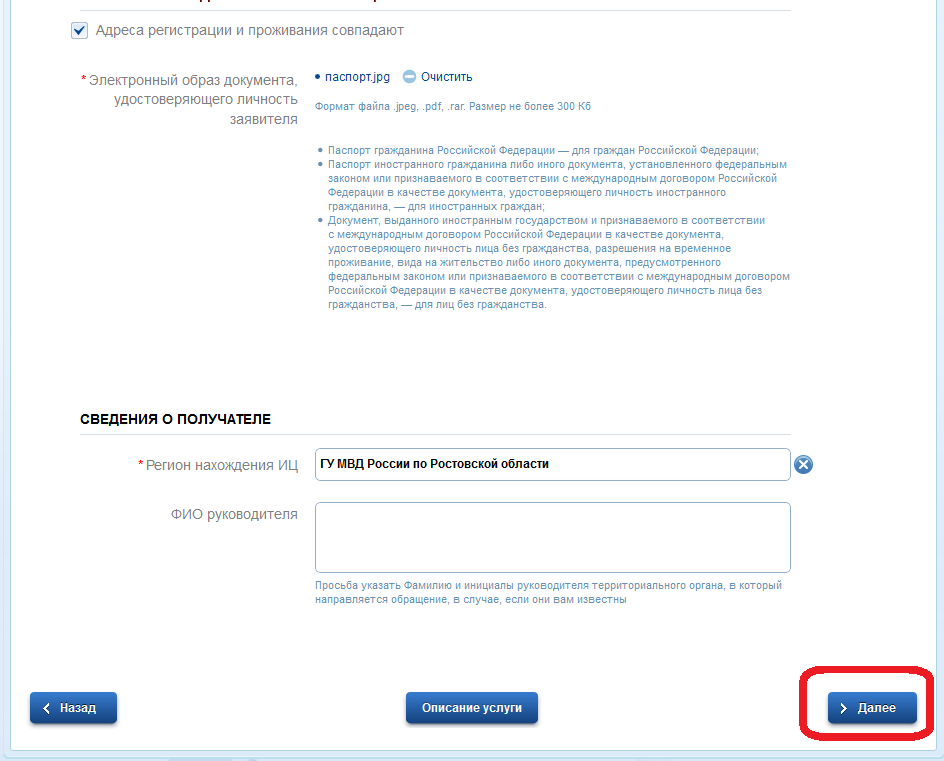 Адреса регистрации и проживания совпадают
*Электронный образ документа,
удостоверяющего личность
заявителя
паспорт.jpg Очистить
Формат файла .jpeg, .pdf, .rar. Размер не более 300 Кб
Паспорт гражданина Российской Федерации — для граждан Российской Федерации;
Паспорт иностранного гражданина либо иного документа, установленного федеральным
законом или признаваемого в соответствии с международным договором Российской
Федерации в качестве документа, удостоверяющего личность иностранного
гражданина, — для иностранных граждан;
Документ, выданного иностранным государством и признаваемого в соответствии
с международным договором Российской Федерации в качестве документа,
удостоверяющего личность лица без гражданства, разрешения на временное
проживание, вида на жительство либо иного документа, предусмотренного
федеральным законом или признаваемого в соответствии с международным договором
Российской Федерации в качестве документа, удостоверяющего личность лица без
гражданства, — для лиц без гражданства.
СВЕДЕНИЯ О ПОЛУЧАТЕЛЕ
*Регион нахождения ИЦ
ГУ МВД России по Ростовской области
ФИО руководителя
Просьба указать Фамилию и инициалы руководителя территориального органа, в который
направляется обращение, в случае, если они вам известны
Назад
Описание услуги
Далее